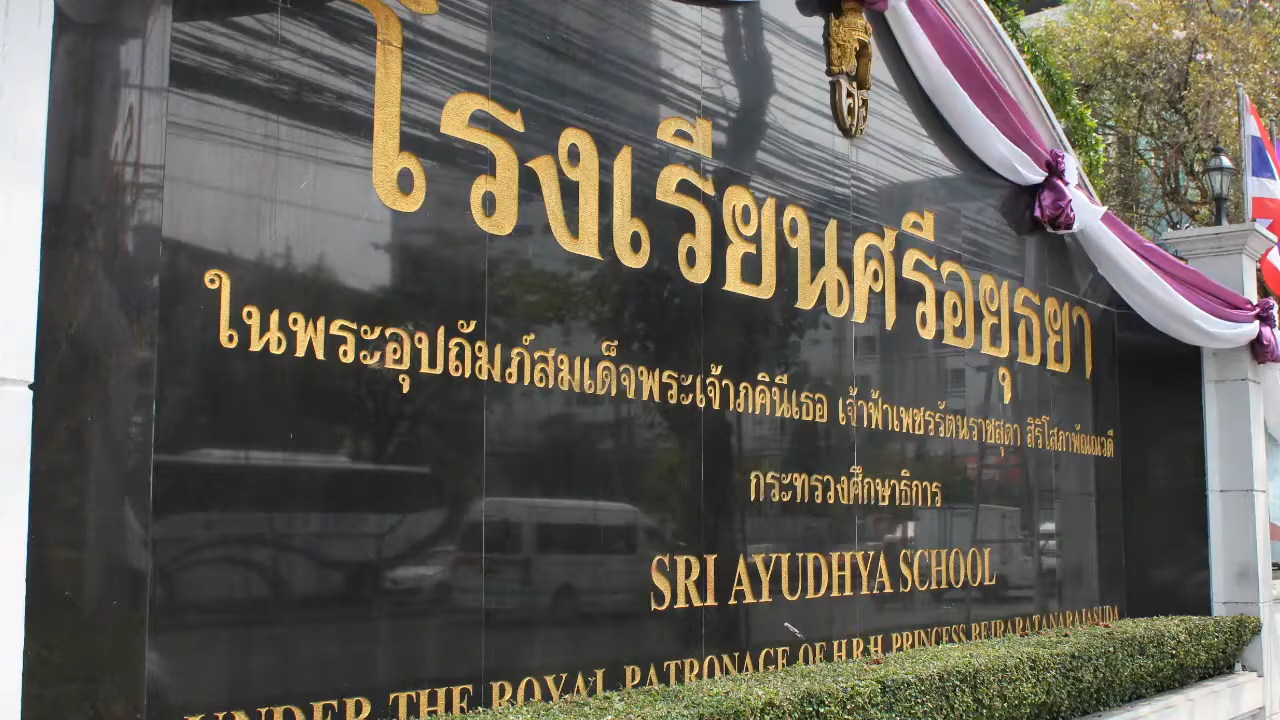 โรงเรียนศรีอยุธยา
ในพระอุปถัมภ์สมเด็จพระเจ้าภคินีเธอ เจ้าฟ้าเพชรรัตนราชสุดา สิริโสภาพัณณวดี
กระทรวงศึกษาธิการ
SRI AYUDHYA SCHOOL
UNDER THE ROYAL PATRONAGE OF H.R.H. PRINCESS BEJRARATANARAJASUDA